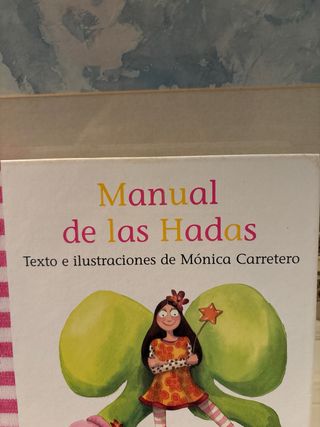 Manual
de las Hadas
Texto e ilustraciones de Mónica Carretero